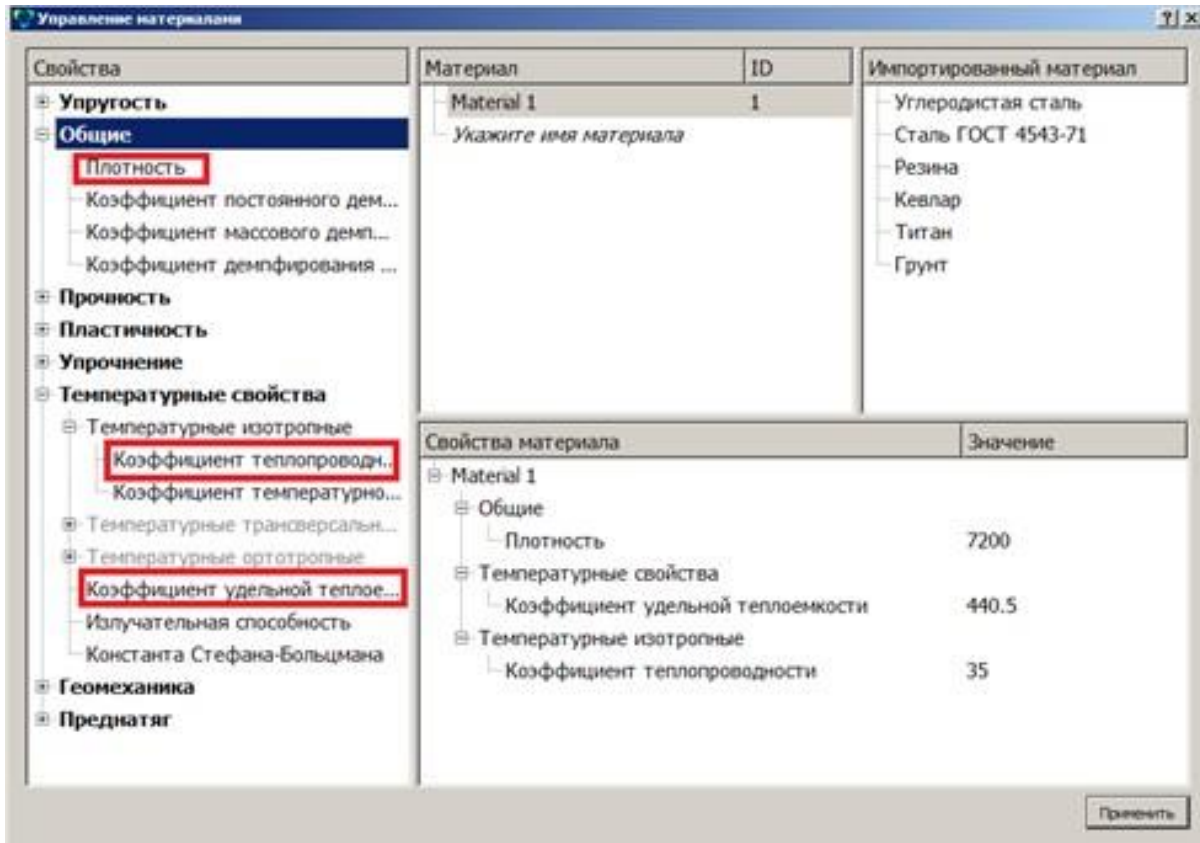 Управление материалами
Свойства
Упругость
Общие
Плотность
Коэффициент постоянного дем...
Коэффициент массового демп...
Коэффициент демпфирования ...
Прочность
Пластичность
Упрочнение
Температурные свойства
Температурные изотропные
Коэффициент теплопроводн...
Коэффициент температурно...
Температурные трансверсальн...
Температурные ортотропные
Коэффициент удельной теплое...
Излучательная способность
Константа Стефана-Больцмана
Геомеханика
Преднатяг
Материал ID
Material 1 1
Укажите имя материала
Импортированный материал
Углеродистая сталь
Сталь ГОСТ 4543-71
Резина
Кевлар
Титан
Грунт
Свойства материала Значение
Material 1
Общие
Плотность 7200
Температурные свойства
Коэффициент удельной теплоемкости 440.5
Температурные изотропные
Коэффициент теплопроводности 35
Применить